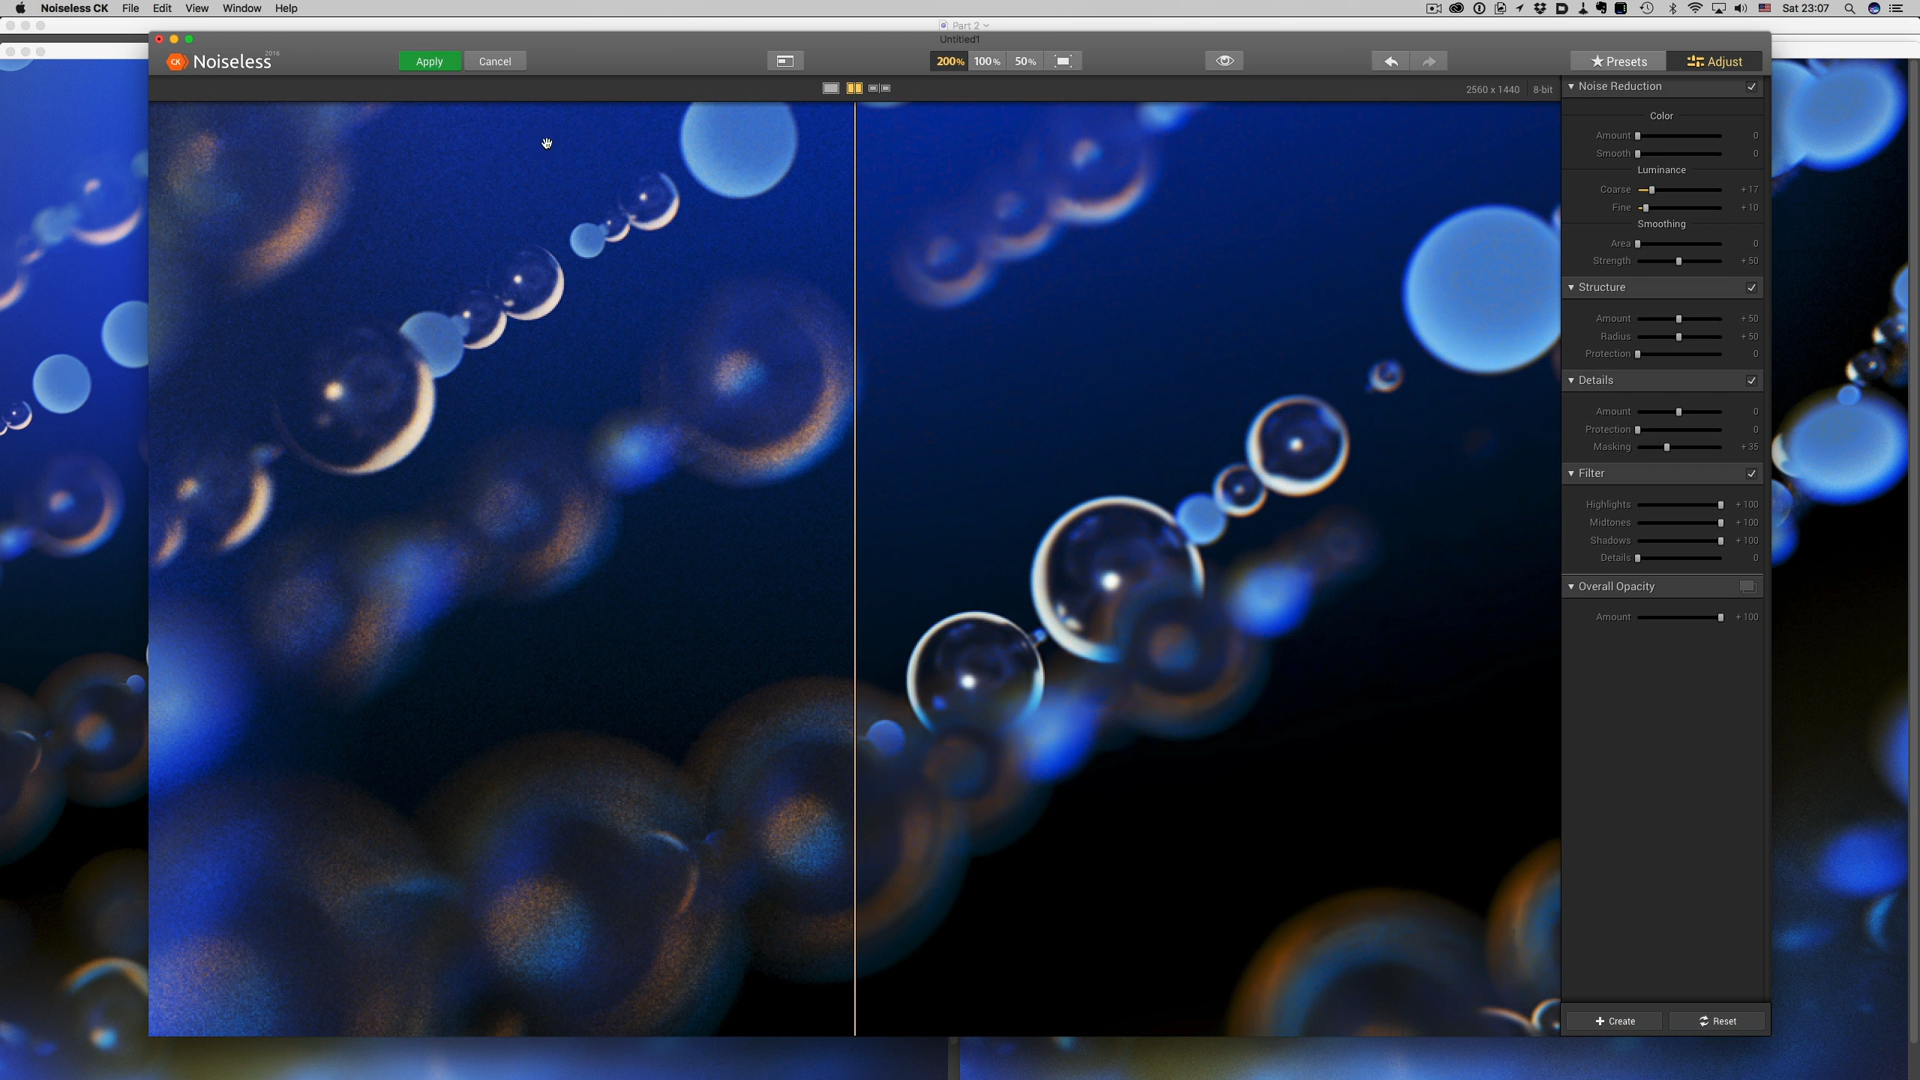 Noiseless CK File Edit View Window Help Sat 23:07
Part 2
Untitled1
CK Noiseless 2016 Apply Cancel 200% 100% 50% Presets Adjust
2560 x 1440 8-bit
Noise Reduction
Color
Amount 0
Smooth 0
Luminance
Coarse + 17
Fine + 10
Smoothing
Area 0
Strength + 50
Structure
Amount + 50
Radius + 50
Protection 0
Details
Amount 0
Protection 0
Masking + 35
Filter
Highlights + 100
Midtones + 100
Shadows + 100
Details 0
Overall Opacity
Amount + 100
Create Reset